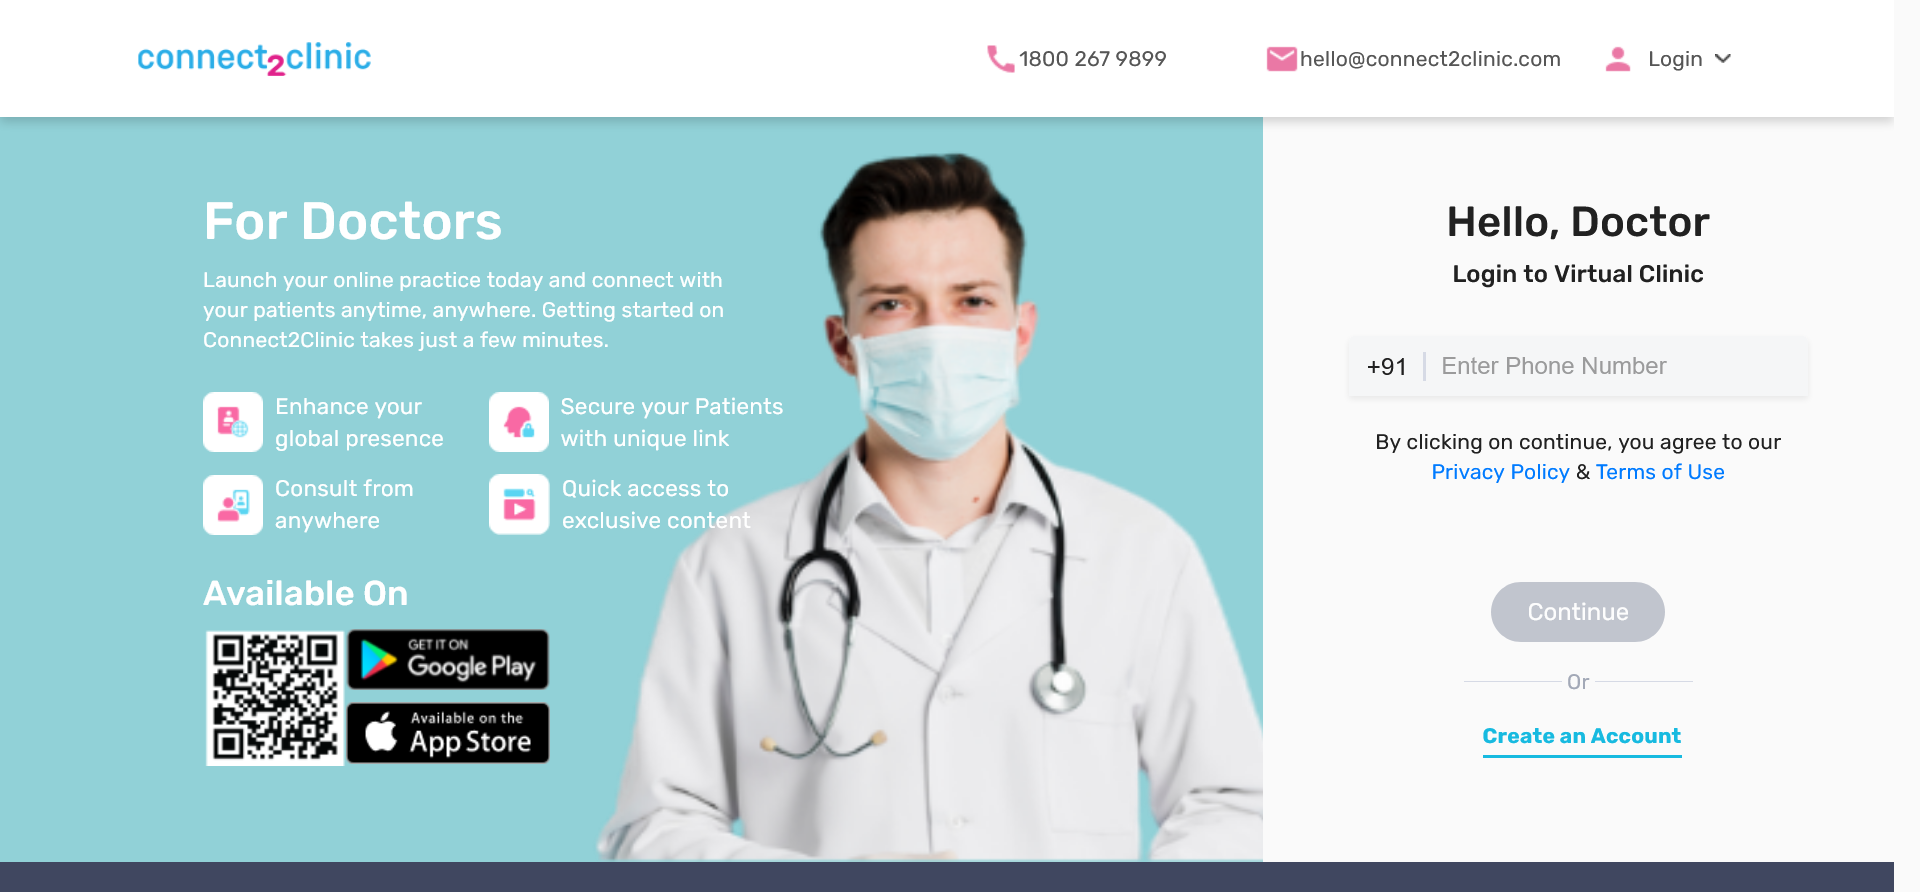 connect2clinic
1800 267 9899
hello@connect2clinic.com
Login
For Doctors
Launch your online practice today and connect with
your patients anytime, anywhere. Getting started on
Connect2Clinic takes just a few minutes.
Enhance your
global presence
Secure your Patients
with unique link
Consult from
anywhere
Quick access to
exclusive content
Available On
GET IT ON
Google Play
Available on the
App Store
Hello, Doctor
Login to Virtual Clinic
+91
Enter Phone Number
By clicking on continue, you agree to our
Privacy Policy & Terms of Use
Continue
Or
Create an Account